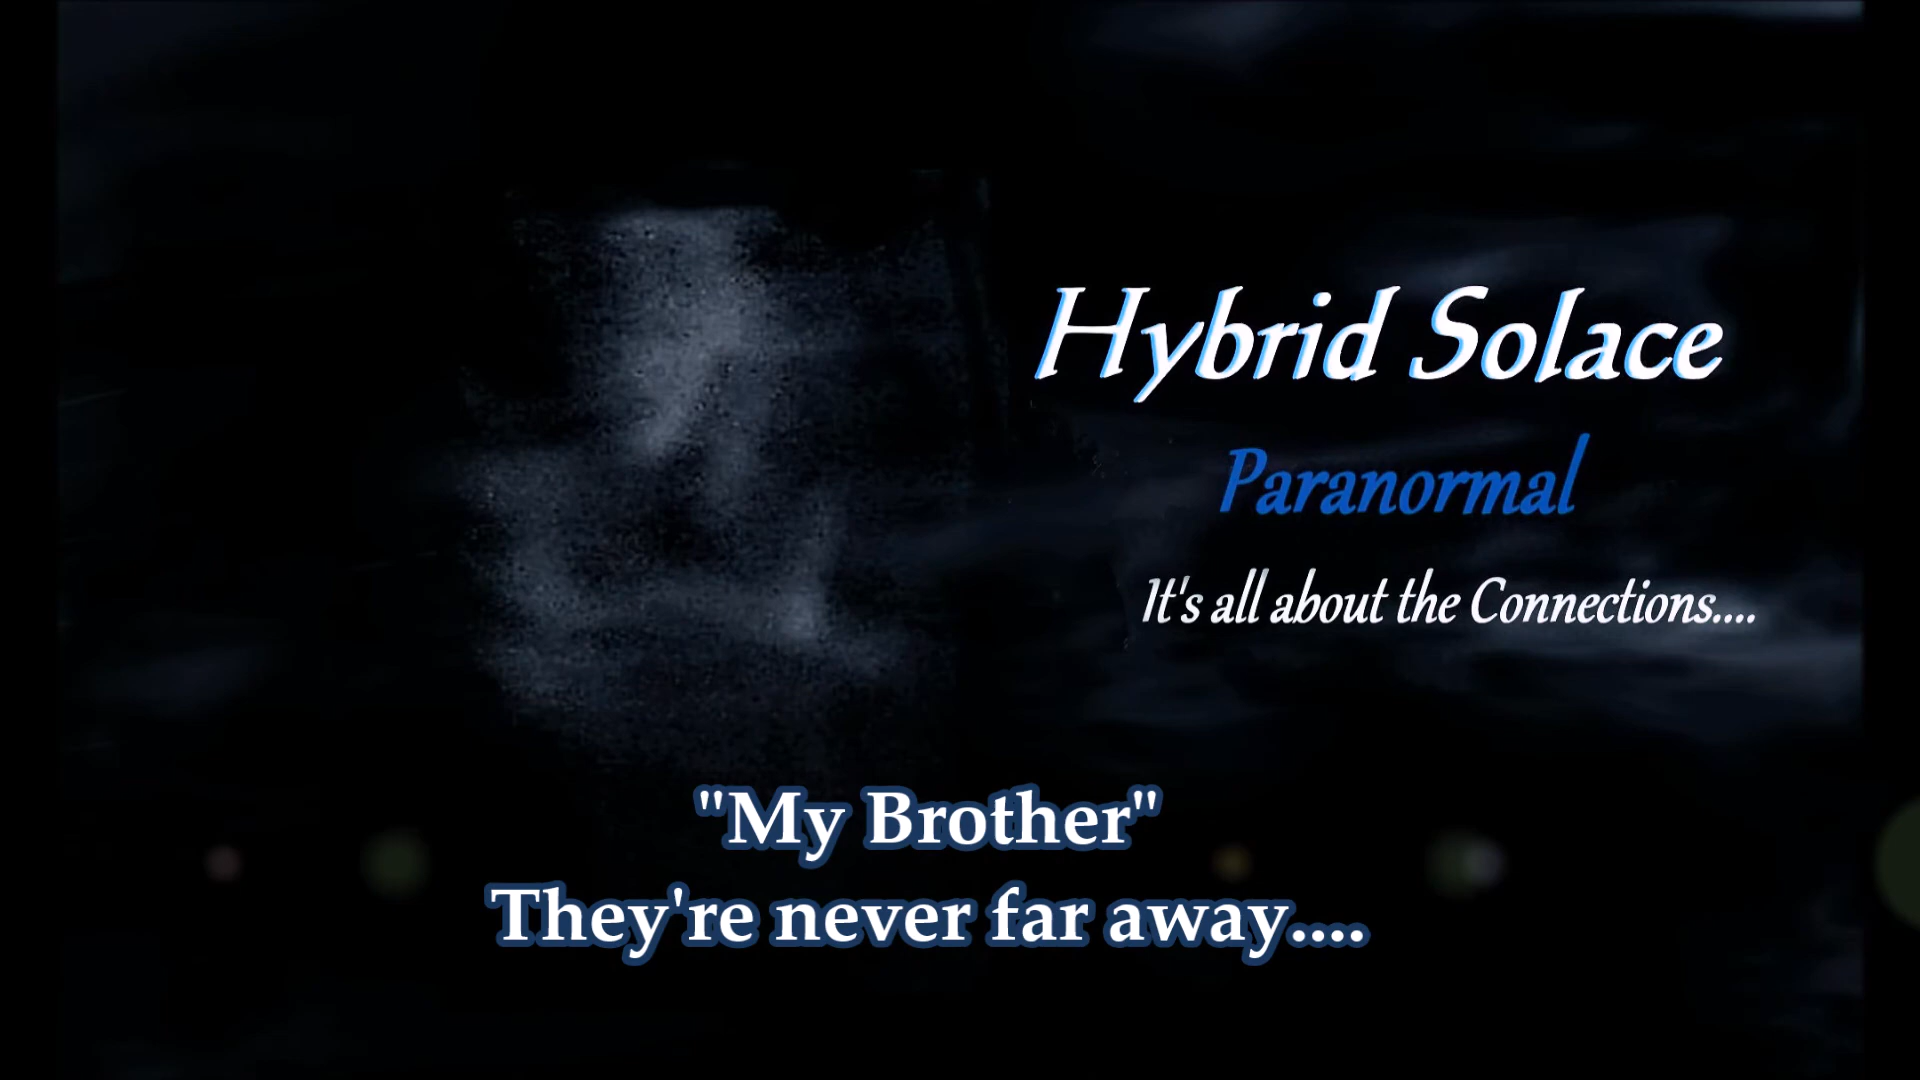 Hybrid Solace
Paranormal
It's all about the Connections....
"My Brother"
They're never far away....